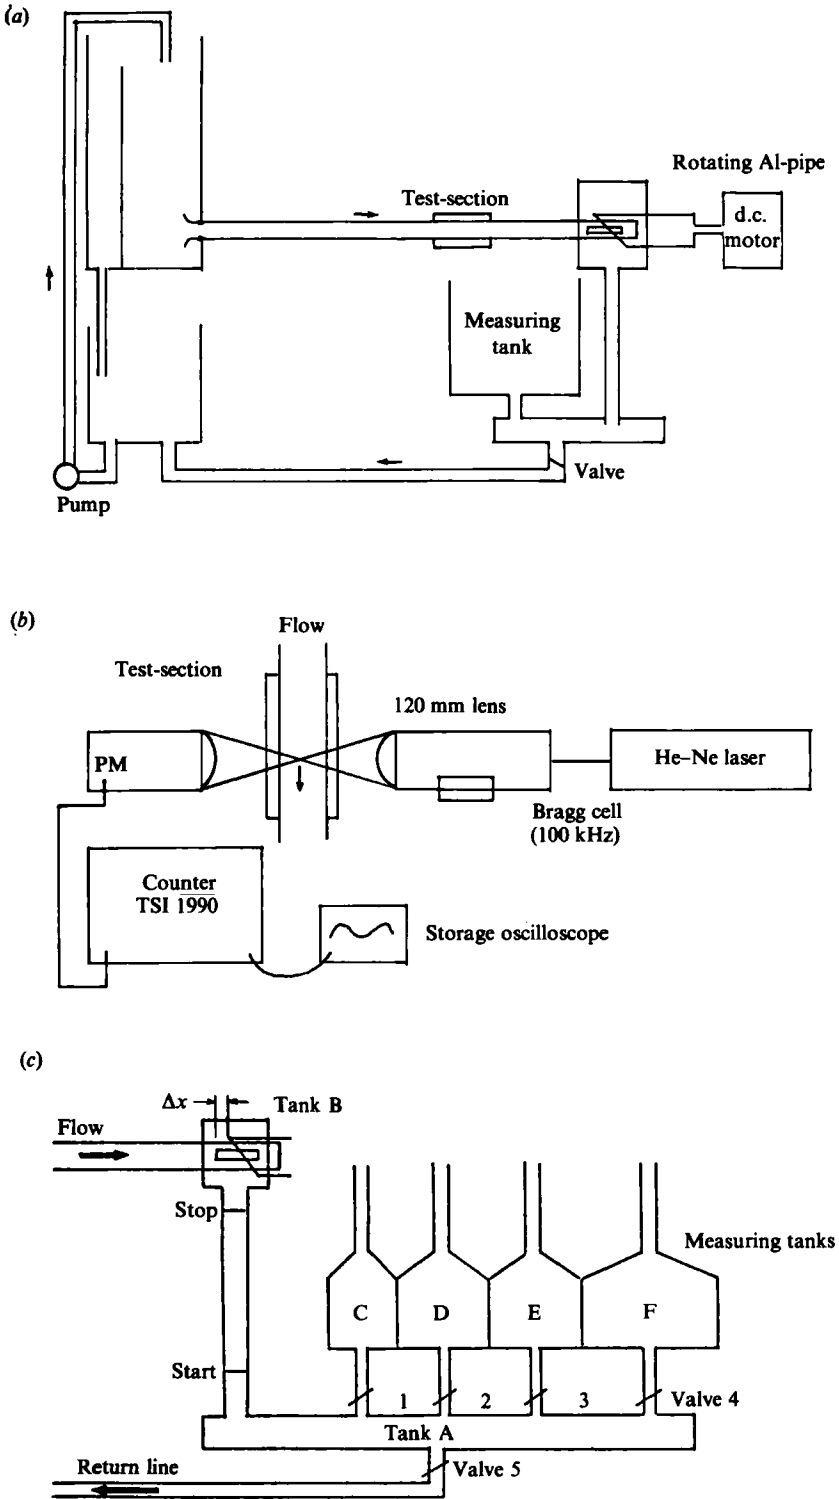 (a)
Rotating Al-pipe
Test-section
d.c.
motor
Measuring
tank
Valve
Pump
(b)
Flow
Test-section
120 mm lens
PM
He–Ne laser
Bragg cell
(100 kHz)
Counter
TSI 1990
Storage oscilloscope
(c)
Δx
Tank B
Flow
Stop
Measuring tanks
C
D
E
F
Start
1
2
3
Valve 4
Tank A
Return line
Valve 5